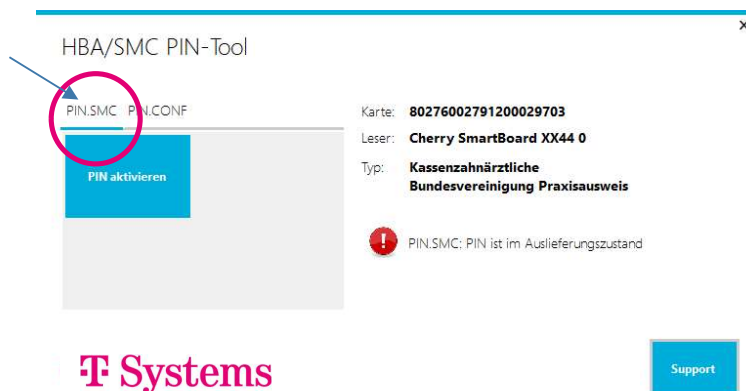 HBA/SMC PIN-Tool
PIN.SMC PIN.CONF
PIN aktivieren
Karte: 80276002791200029703
Leser: Cherry SmartBoard XX44 0
Typ: Kassenzahnärztliche
Bundesvereinigung Praxisausweis
PIN.SMC: PIN ist im Auslieferungszustand
T Systems
Support